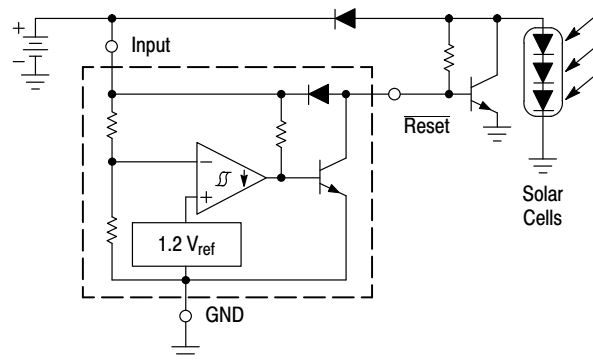 +
−
Input
Reset
−
+
1.2 Vref
Solar
Cells
GND